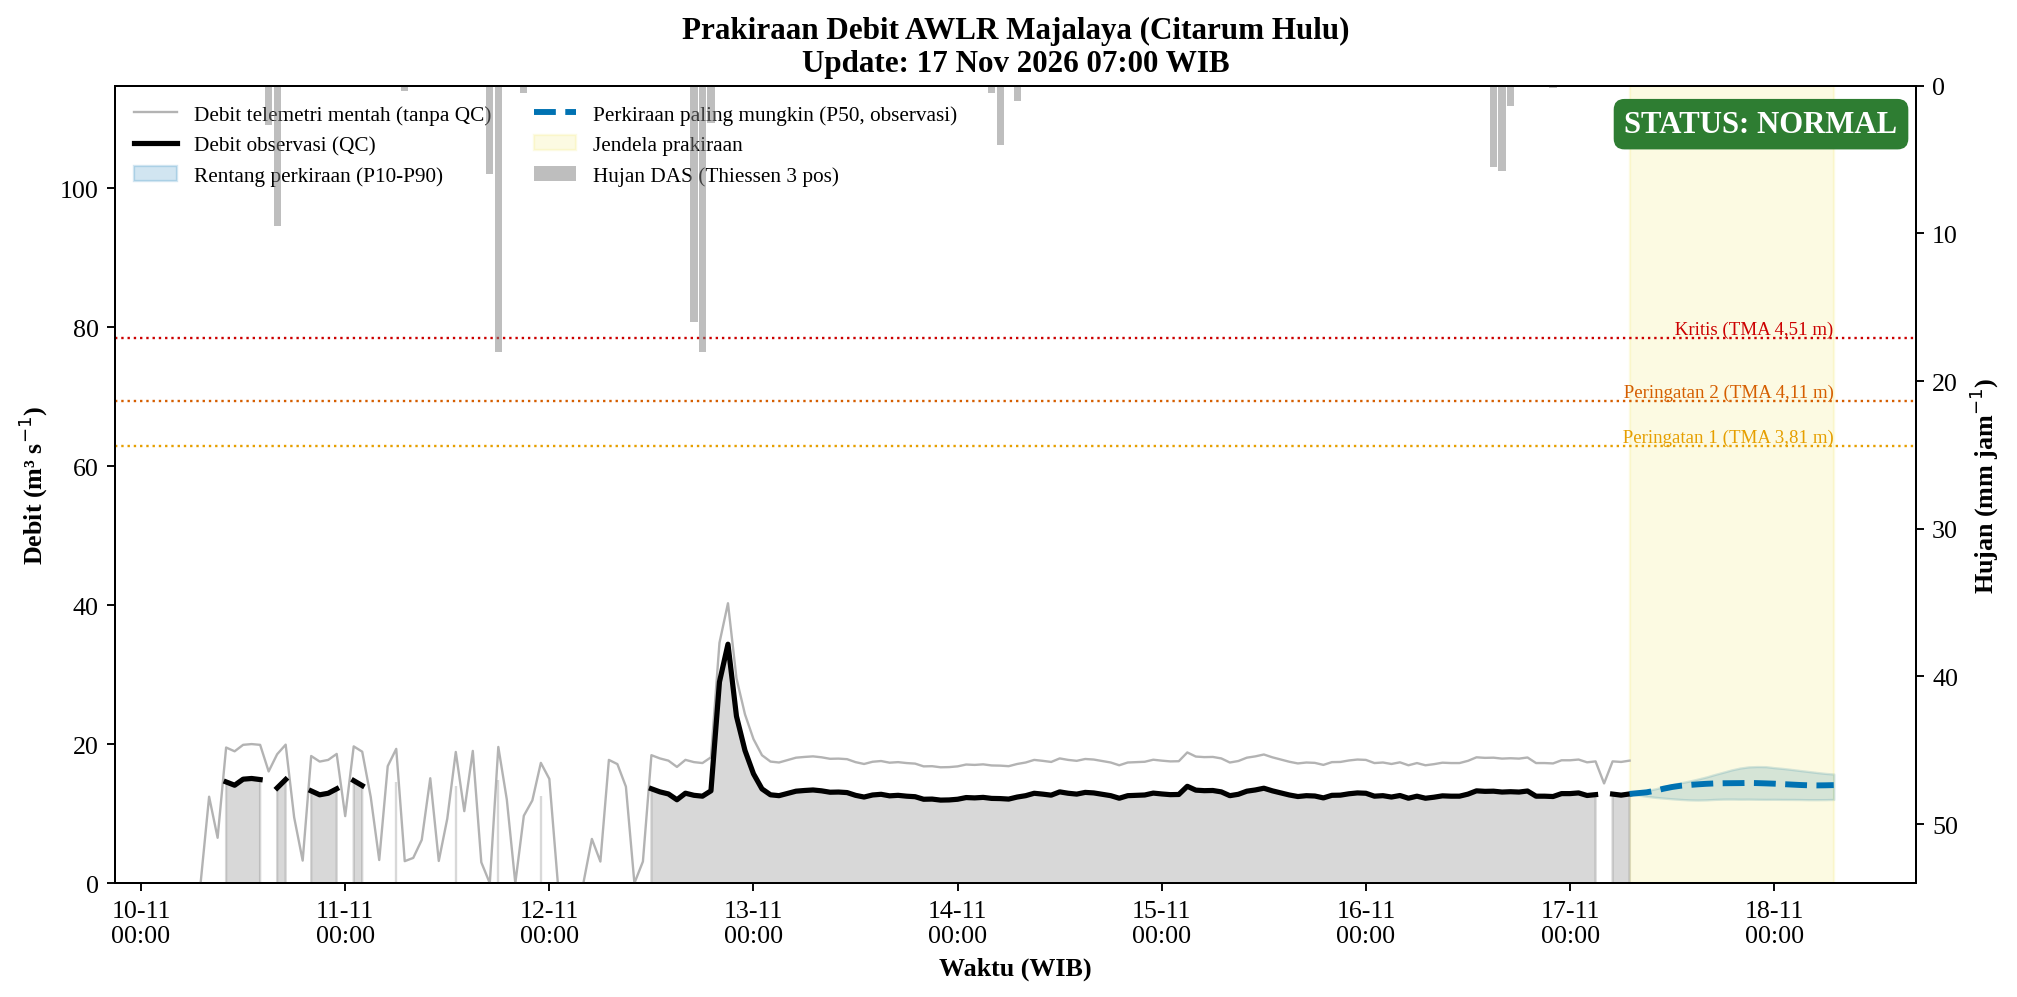 Prakiraan Debit AWLR Majalaya (Citarum Hulu)
Update: 17 Nov 2026 07:00 WIB
Debit telemetri mentah (tanpa QC)
Debit observasi (QC)
Rentang perkiraan (P10-P90)
Perkiraan paling mungkin (P50, observasi)
Jendela prakiraan
Hujan DAS (Thiessen 3 pos)
STATUS: NORMAL
Kritis (TMA 4,51 m)
Peringatan 2 (TMA 4,11 m)
Peringatan 1 (TMA 3,81 m)
Debit (m³ s⁻¹)
100
80
60
40
20
0
Hujan (mm jam⁻¹)
0
10
20
30
40
50
10-11 00:00
11-11 00:00
12-11 00:00
13-11 00:00
14-11 00:00
15-11 00:00
16-11 00:00
17-11 00:00
18-11 00:00
Waktu (WIB)